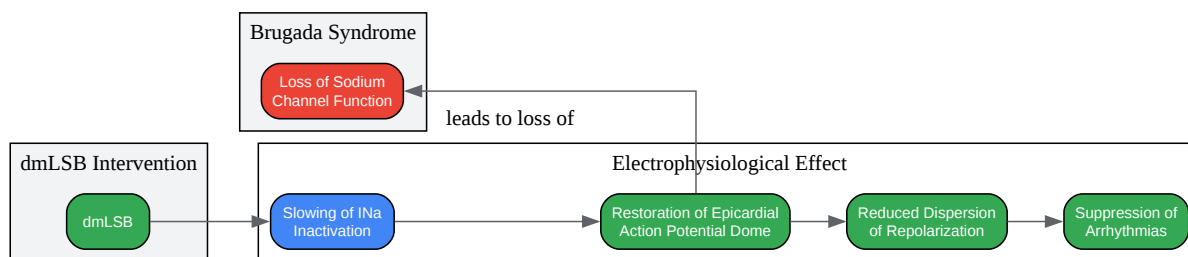 Brugada Syndrome
Loss of Sodium
Channel Function
leads to loss of
dmLSB Intervention
dmLSB
Electrophysiological Effect
Slowing of INa
Inactivation
Restoration of Epicardial
Action Potential Dome
Reduced Dispersion
of Repolarization
Suppression of
Arrhythmias